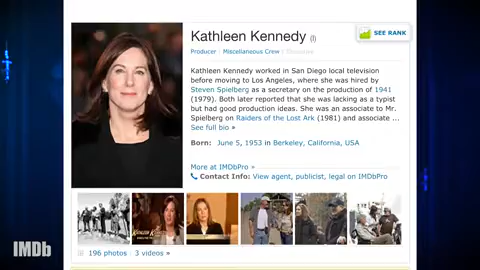 Kathleen Kennedy (I)
SEE RANK
Producer | Miscellaneous Crew |
Kathleen Kennedy worked in San Diego local television
before moving to Los Angeles, where she was hired by
Steven Spielberg as a secretary on the production of 1941
(1979). Both later reported that she was lacking as a typist
but had good production ideas. She was an associate to Mr.
Spielberg on Raiders of the Lost Ark (1981) and associate ...
See full bio »
Born: June 5, 1953 in Berkeley, California, USA
More at IMDbPro »
Contact Info: View agent, publicist, legal on IMDbPro
196 photos | 3 videos »
IMDb